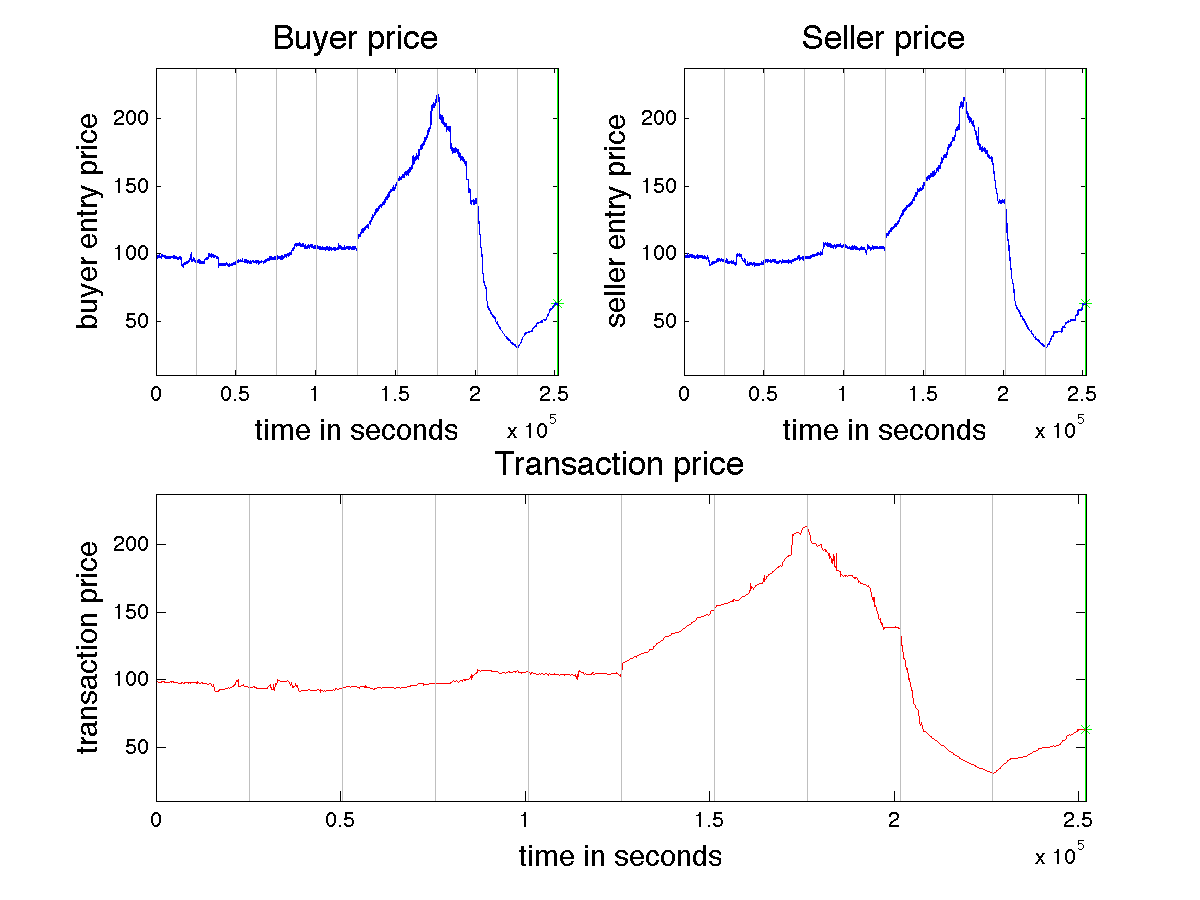 Buyer price
Seller price
buyer entry price
200
150
100
50
0
0.5
1
1.5
2
2.5
time in seconds
x 10^5
seller entry price
200
150
100
50
0
0.5
1
1.5
2
2.5
time in seconds
x 10^5
Transaction price
transaction price
200
150
100
50
0
0.5
1
1.5
2
2.5
time in seconds
x 10^5